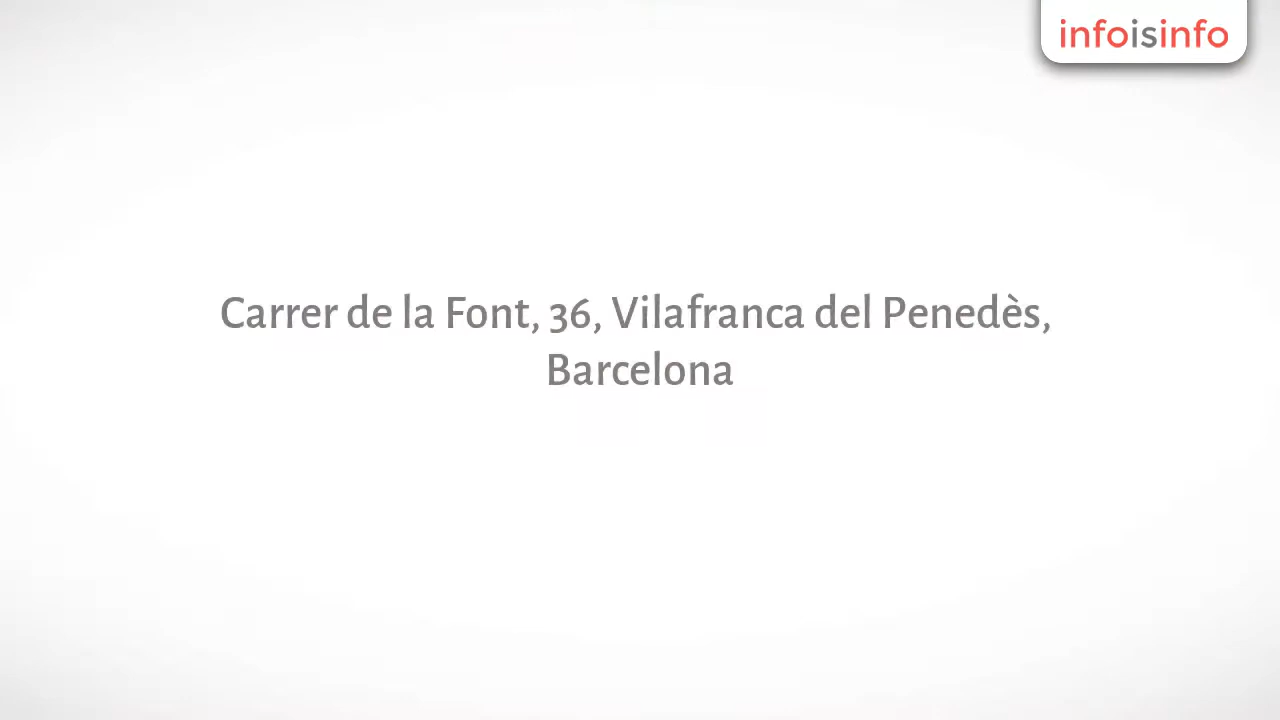 infoisinfo
Carrer de la Font, 36, Vilafranca del Penedès,
Barcelona